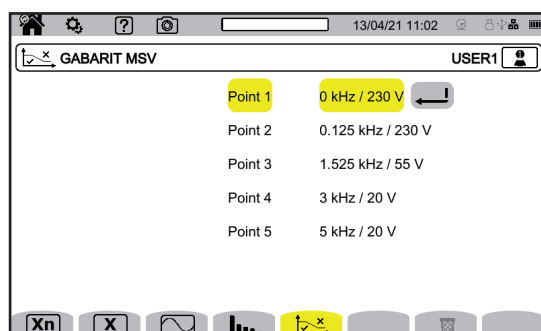 ? 13/04/21 11:02
GABARIT MSV USER1
Point 1 0 kHz / 230 V
Point 2 0.125 kHz / 230 V
Point 3 1.525 kHz / 55 V
Point 4 3 kHz / 20 V
Point 5 5 kHz / 20 V
Xn X